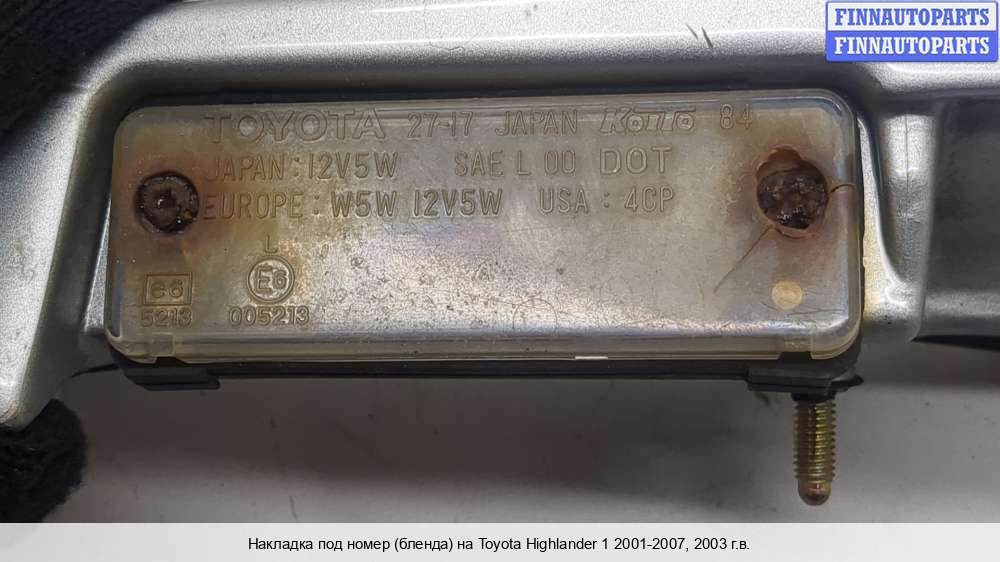 FINNAUTOPARTS
FINNAUTOPARTS
TOYOTA 27-17 JAPAN KOITO 84
JAPAN : 12V5W SAE L 00 DOT
EUROPE : W5W 12V5W USA : 4CP
L
e6 E6
5213 005213
Накладка под номер (бленда) на Toyota Highlander 1 2001-2007, 2003 г.в.